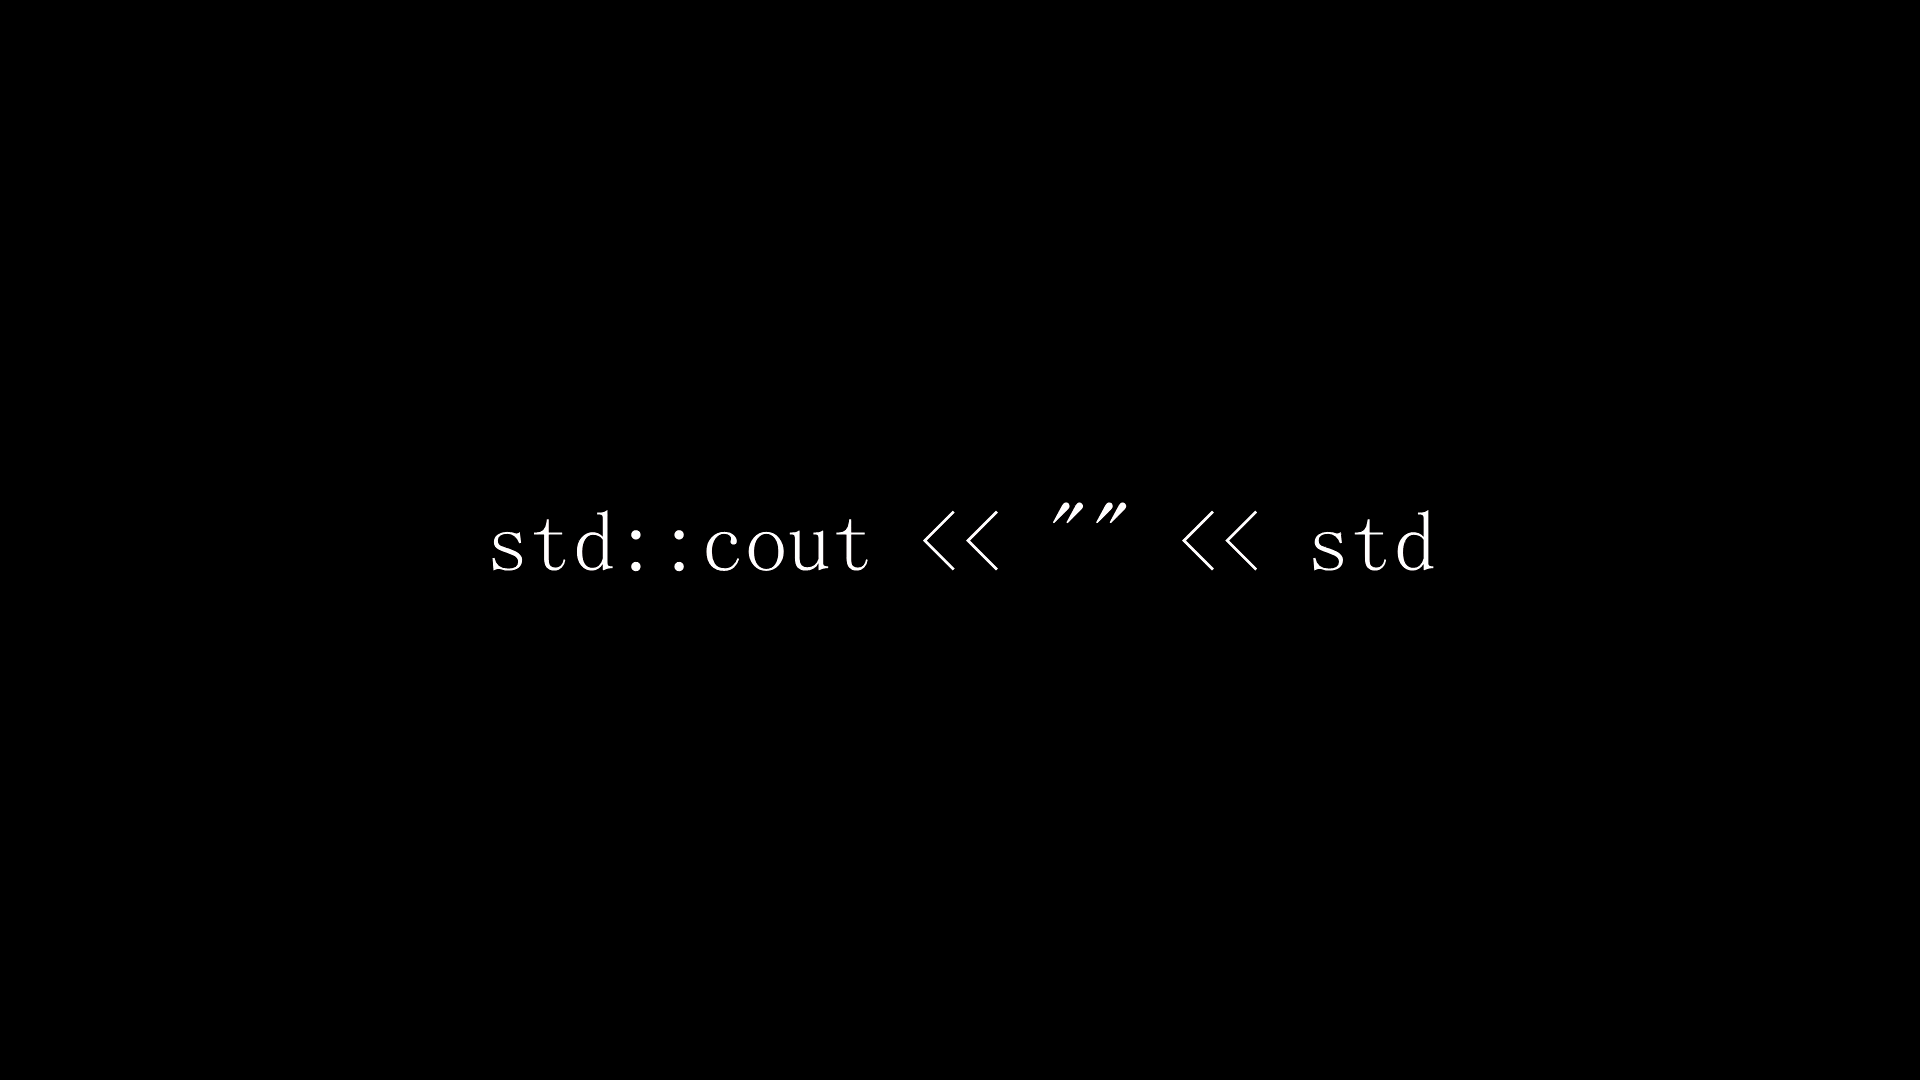 std::cout << "" << std